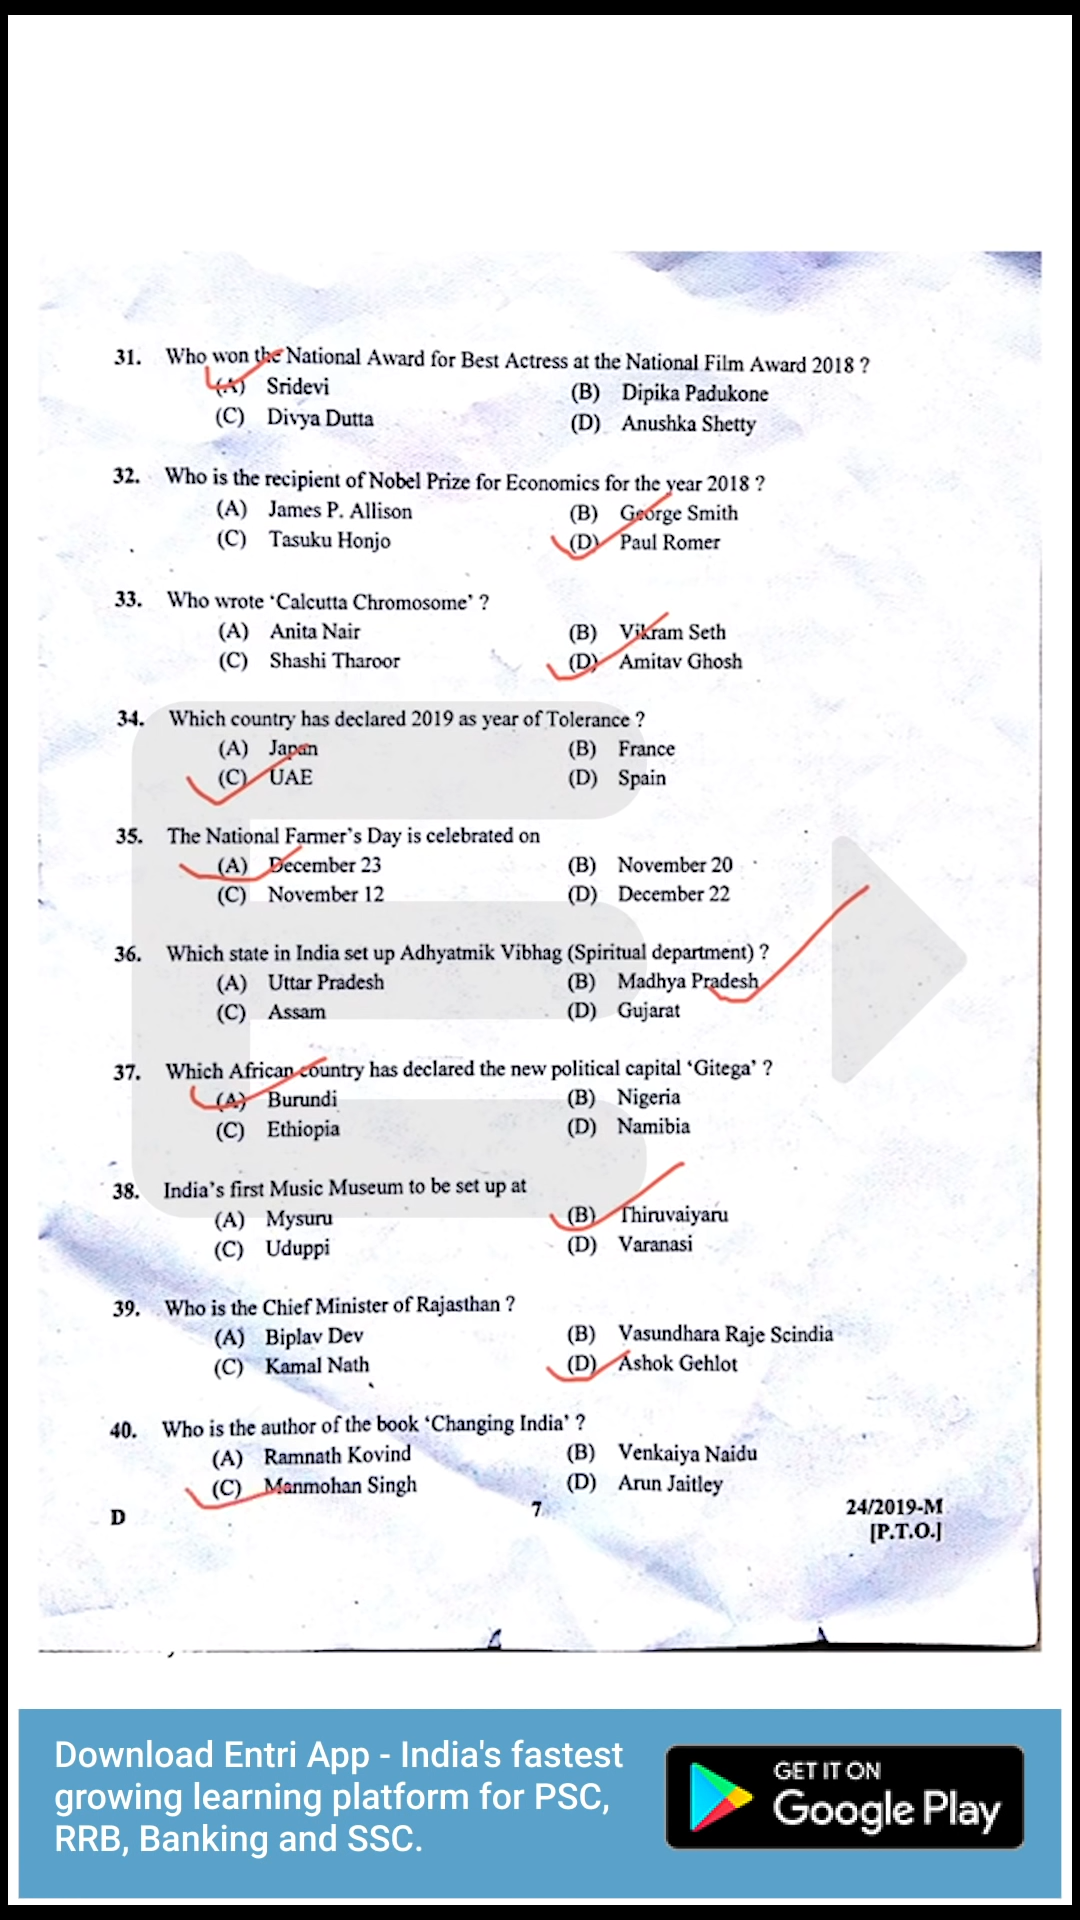 31. Who won the National Award for Best Actress at the National Film Award 2018 ?
(A) Sridevi (B) Dipika Padukone
(C) Divya Dutta (D) Anushka Shetty
32. Who is the recipient of Nobel Prize for Economics for the year 2018 ?
(A) James P. Allison (B) George Smith
(C) Tasuku Honjo (D) Paul Romer
33. Who wrote ‘Calcutta Chromosome’ ?
(A) Anita Nair (B) Vikram Seth
(C) Shashi Tharoor (D) Amitav Ghosh
34. Which country has declared 2019 as year of Tolerance ?
(A) Japan (B) France
(C) UAE (D) Spain
35. The National Farmer’s Day is celebrated on
(A) December 23 (B) November 20
(C) November 12 (D) December 22
36. Which state in India set up Adhyatmik Vibhag (Spiritual department) ?
(A) Uttar Pradesh (B) Madhya Pradesh
(C) Assam (D) Gujarat
37. Which African country has declared the new political capital ‘Gitega’ ?
(A) Burundi (B) Nigeria
(C) Ethiopia (D) Namibia
38. India’s first Music Museum to be set up at
(A) Mysuru (B) Thiruvaiyaru
(C) Uduppi (D) Varanasi
39. Who is the Chief Minister of Rajasthan ?
(A) Biplav Dev (B) Vasundhara Raje Scindia
(C) Kamal Nath (D) Ashok Gehlot
40. Who is the author of the book ‘Changing India’ ?
(A) Ramnath Kovind (B) Venkaiya Naidu
(C) Manmohan Singh (D) Arun Jaitley
D 7 24/2019-M
[P.T.O.]
Download Entri App - India's fastest
growing learning platform for PSC,
RRB, Banking and SSC.
GET IT ON
Google Play